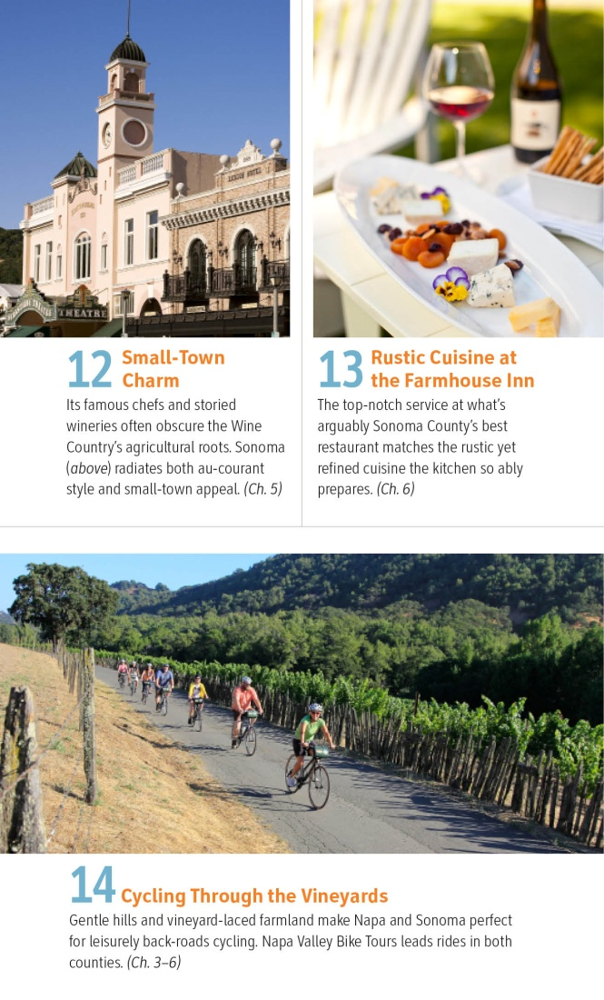 THEATRE
12 Small-Town
Charm
Its famous chefs and storied
wineries often obscure the Wine
Country’s agricultural roots. Sonoma
(above) radiates both au-courant
style and small-town appeal. (Ch. 5)
13 Rustic Cuisine at
the Farmhouse Inn
The top-notch service at what’s
arguably Sonoma County’s best
restaurant matches the rustic yet
refined cuisine the kitchen so ably
prepares. (Ch. 6)
14 Cycling Through the Vineyards
Gentle hills and vineyard-laced farmland make Napa and Sonoma perfect
for leisurely back-roads cycling. Napa Valley Bike Tours leads rides in both
counties. (Ch. 3–6)